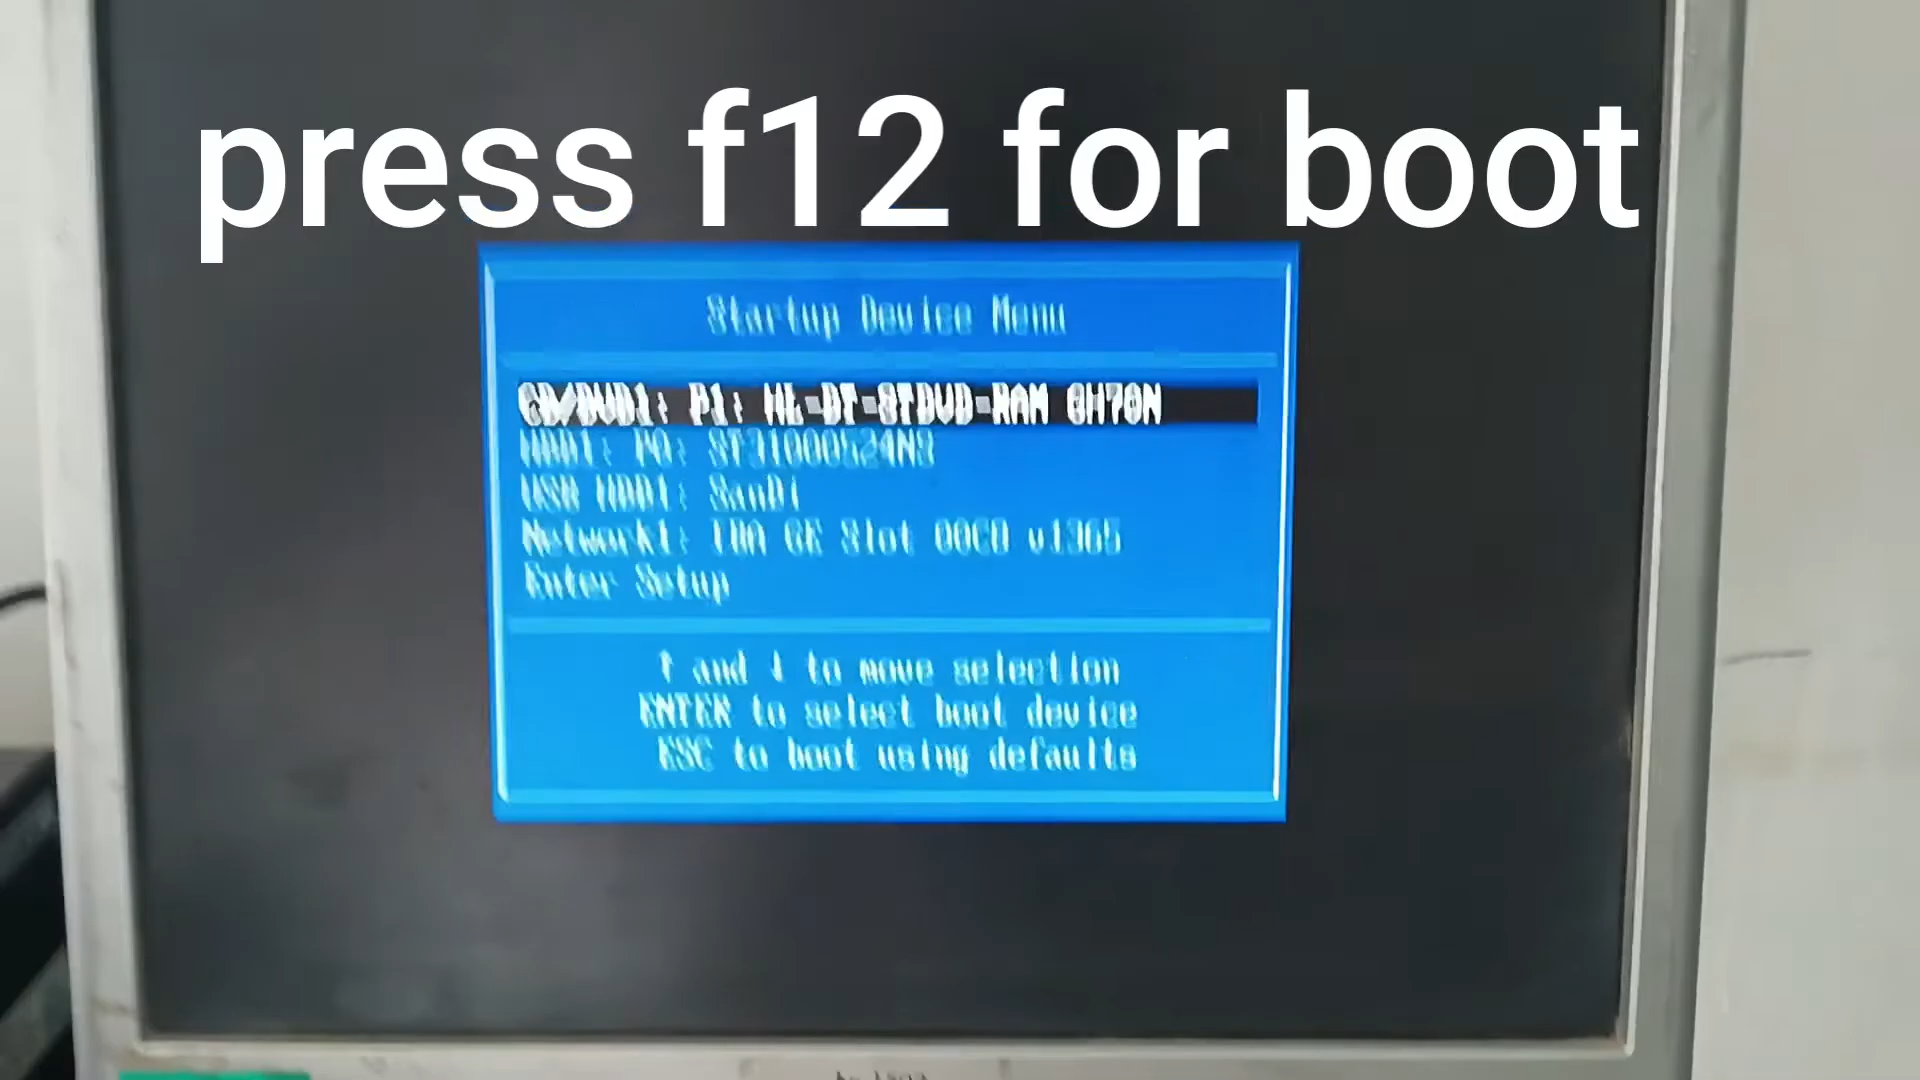 press f12 for boot
Startup Device Menu
CD/DVD1: P1: HL-DT-STDVD-RAM GH70N
HDD1: P0: ST31000524NS
USB HDD1: SanDi
Network1: IBA GE Slot 00C8 v1365
Enter Setup
↑ and ↓ to move selection
ENTER to select boot device
ESC to boot using defaults